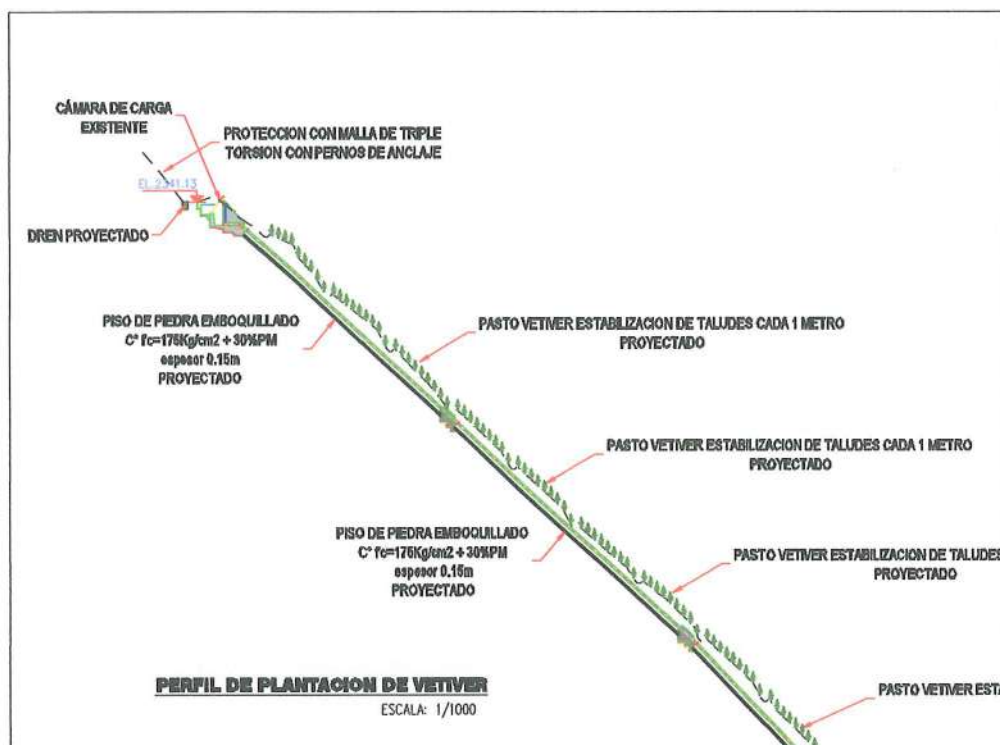 CÁMARA DE CARGA
EXISTENTE
PROTECCION CON MALLA DE TRIPLE
TORSION CON PERNOS DE ANCLAJE
EL.2341.13
DREN PROYECTADO
PISO DE PIEDRA EMBOQUILLADO
C° f'c=175Kg/cm2 + 30%PM
espesor 0.15m
PROYECTADO
PASTO VETIVER ESTABILIZACION DE TALUDES CADA 1 METRO
PROYECTADO
PASTO VETIVER ESTABILIZACION DE TALUDES CADA 1 METRO
PROYECTADO
PISO DE PIEDRA EMBOQUILLADO
C° f'c=175Kg/cm2 + 30%PM
espesor 0.15m
PROYECTADO
PASTO VETIVER ESTABILIZACION DE TALUDES
PROYECTADO
PERFIL DE PLANTACION DE VETIVER
ESCALA: 1/1000
PASTO VETIVER ESTA